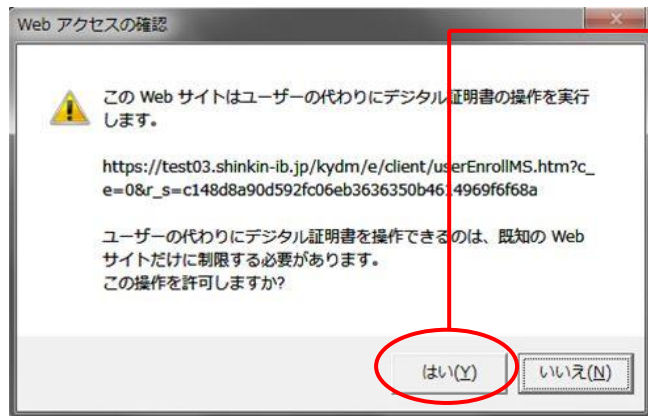 Web アクセスの確認
この Web サイトはユーザーの代わりにデジタル証明書の操作を実行
します。
https://test03.shinkin-ib.jp/kydm/e/client/userEnrollMS.htm?c_
e=0&r_s=c148d8a90d592fc06eb3636350b4614969f6f68a
ユーザーの代わりにデジタル証明書を操作できるのは、既知の Web
サイトだけに制限する必要があります。
この操作を許可しますか?
はい(Y)
いいえ(N)